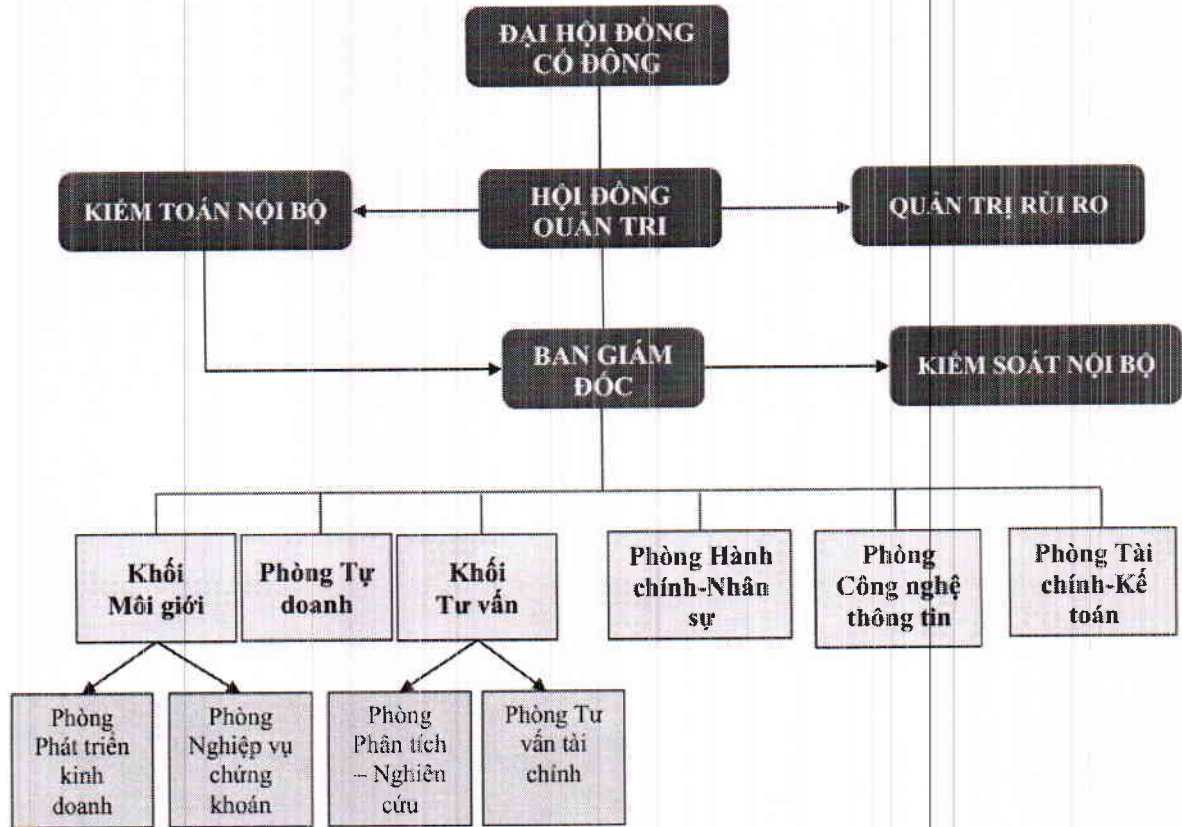 ĐẠI HỘI ĐỒNG
CỔ ĐÔNG
KIỂM TOÁN NỘI BỘ
HỘI ĐỒNG
QUẢN TRỊ
QUẢN TRỊ RỦI RO
BAN GIÁM
ĐỐC
KIỂM SOÁT NỘI BỘ
Khối
Môi giới
Phòng Tự
doanh
Khối
Tư vấn
Phòng Hành
chính-Nhân
sự
Phòng
Công nghệ
thông tin
Phòng Tài
chính-Kế
toán
Phòng
Phát triển
kinh
doanh
Phòng
Nghiệp vụ
chứng
khoán
Phòng
Phân tích
– Nghiên
cứu
Phòng Tư
vấn tài
chính